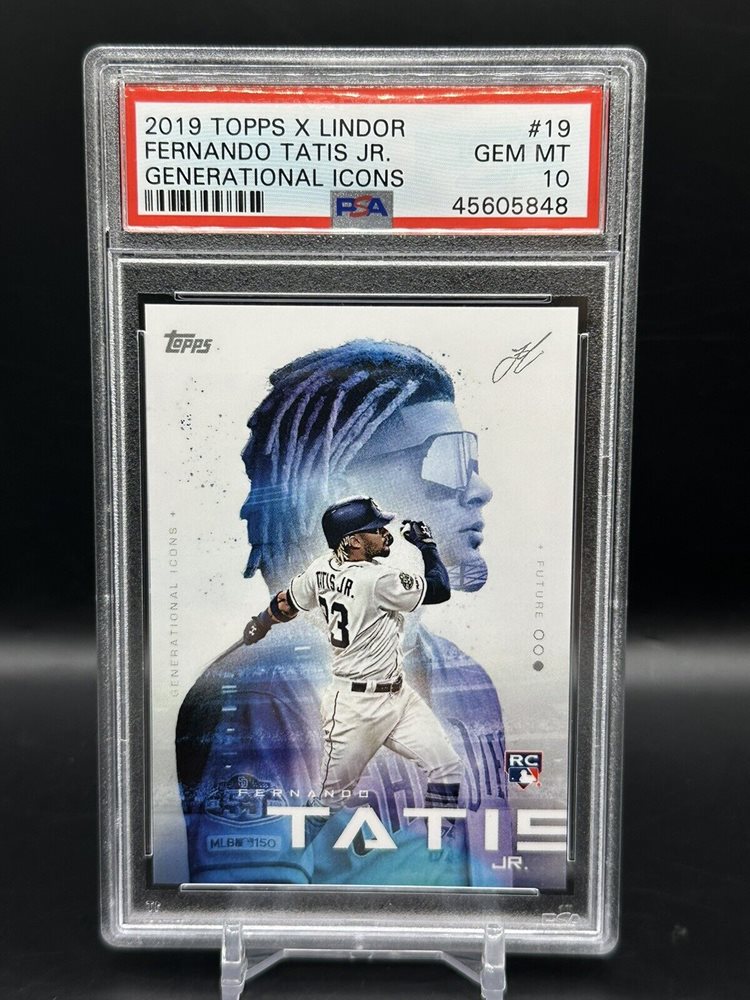 2019 TOPPS X LINDOR #19
FERNANDO TATIS JR. GEM MT
GENERATIONAL ICONS 10
PSA 45605848
topps
GENERATIONAL ICONS +
+ FUTURE
TATIS JR.
23
RC
FERNANDO
TATIS
MLB 150
JR.
PSA